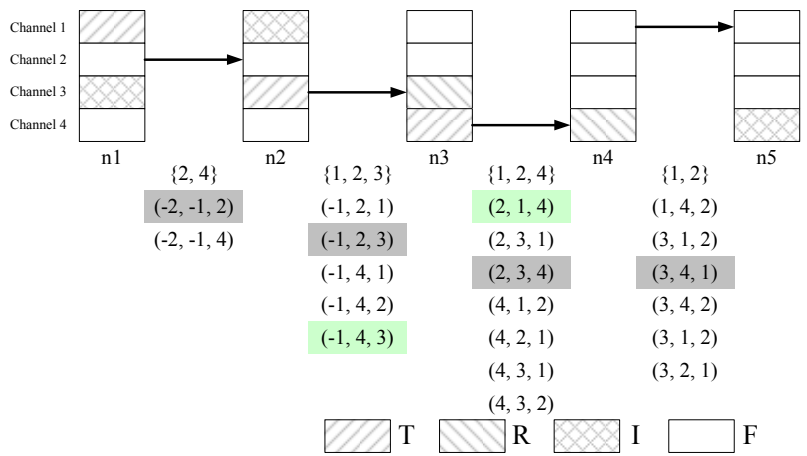 Channel 1
Channel 2
Channel 3
Channel 4
n1 n2 n3 n4 n5
{2, 4} {1, 2, 3} {1, 2, 4} {1, 2}
(-2, -1, 2) (-1, 2, 1) (2, 1, 4) (1, 4, 2)
(-2, -1, 4) (-1, 2, 3) (2, 3, 1) (3, 1, 2)
(-1, 4, 1) (2, 3, 4) (3, 4, 1)
(-1, 4, 2) (4, 1, 2) (3, 4, 2)
(-1, 4, 3) (4, 2, 1) (3, 1, 2)
(4, 3, 1) (3, 2, 1)
(4, 3, 2)
T R I F